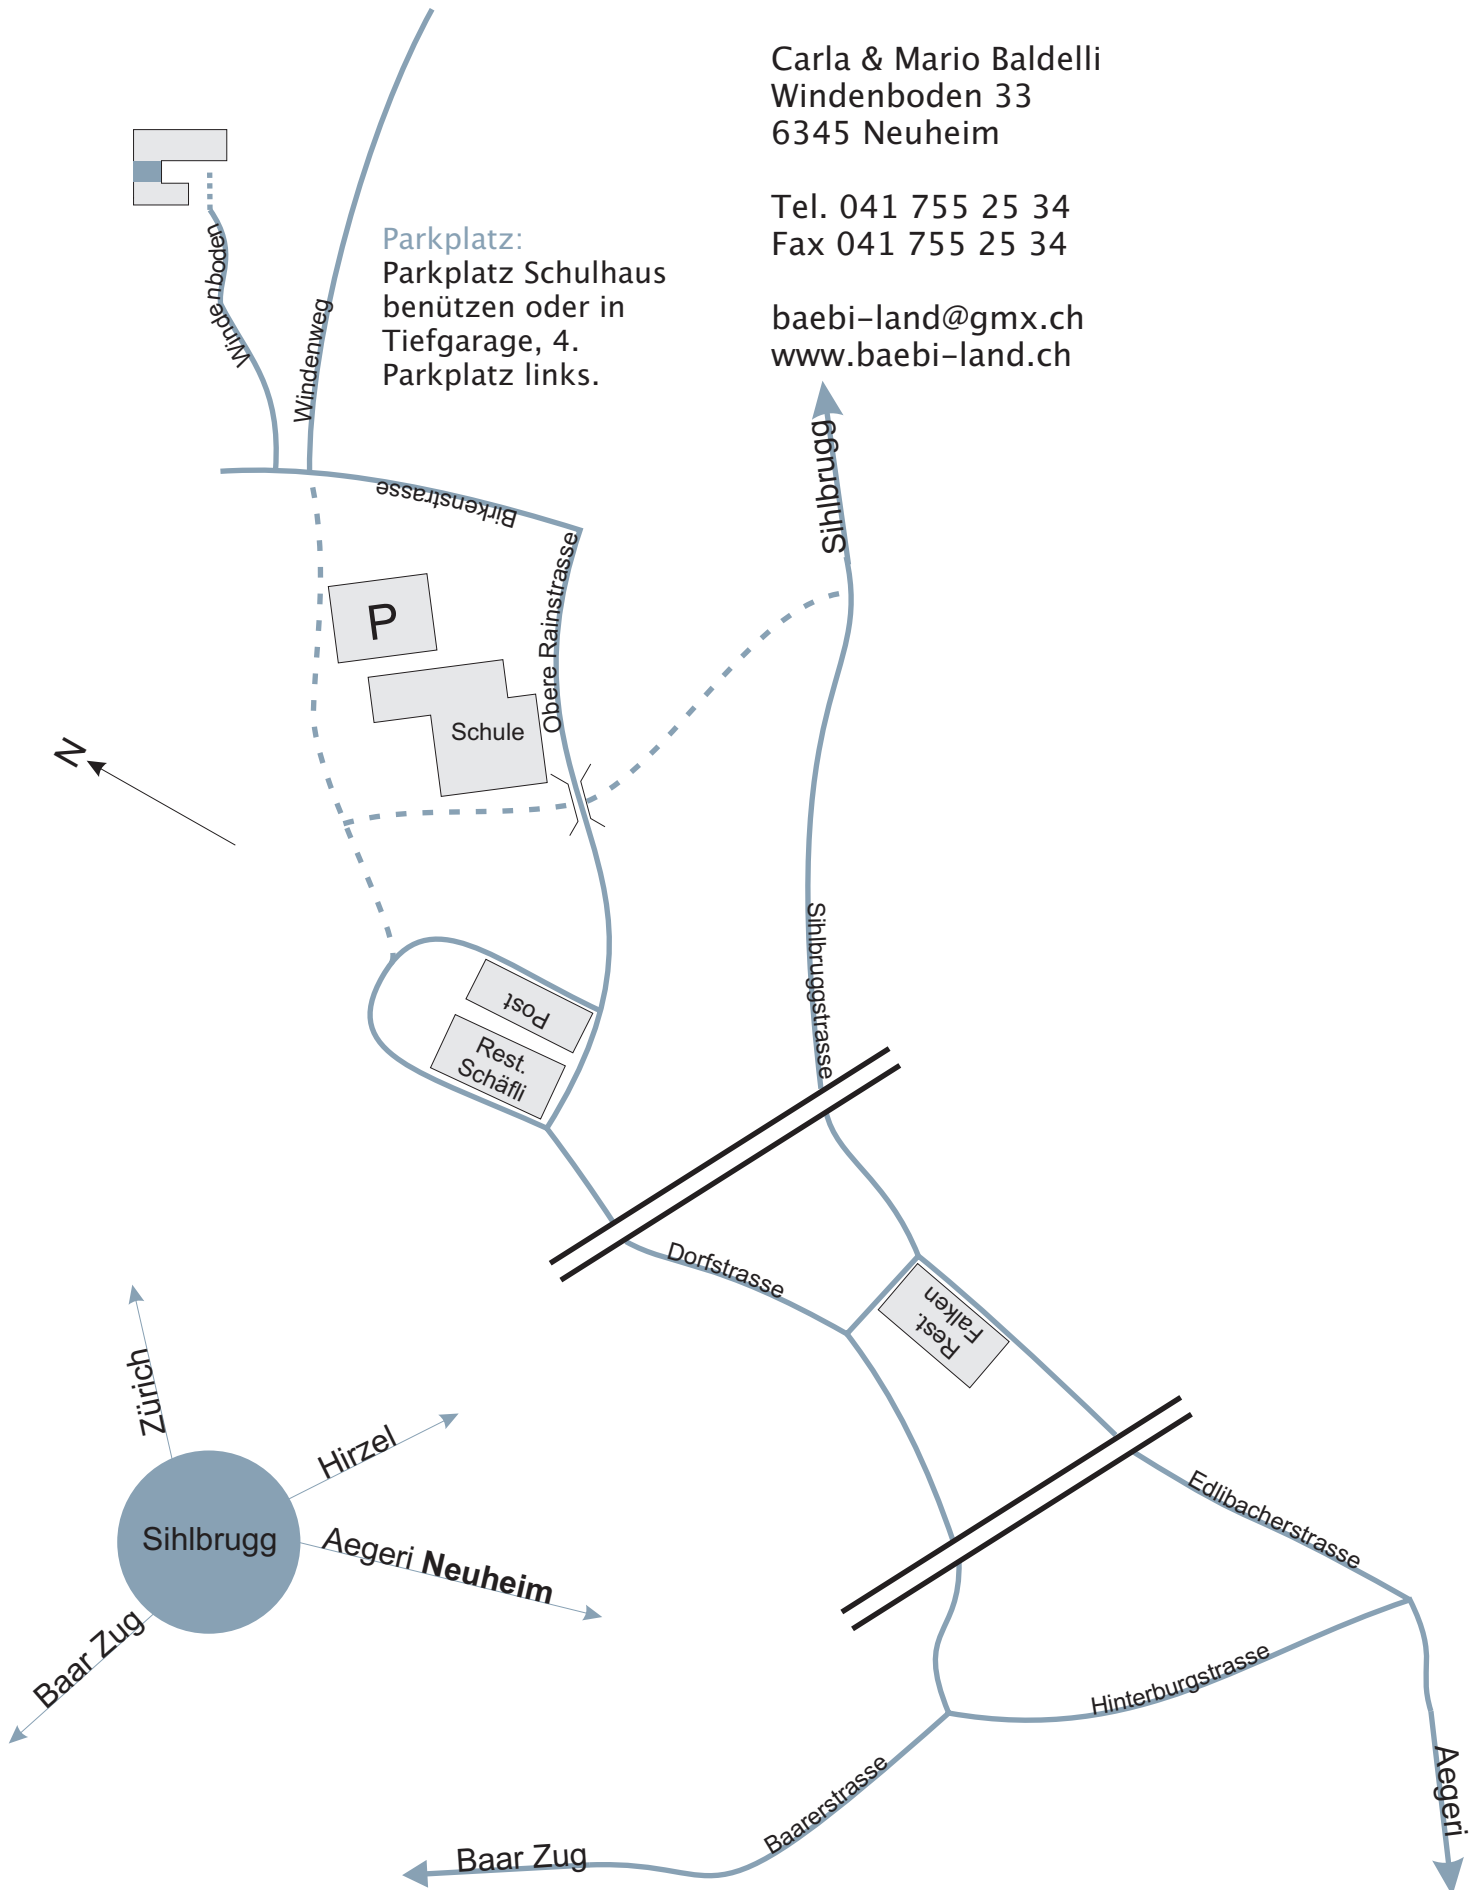 Carla & Mario Baldelli
Windenboden 33
6345 Neuheim
Tel. 041 755 25 34
Fax 041 755 25 34
baebi-land@gmx.ch
www.baebi-land.ch
Parkplatz:
Parkplatz Schulhaus
benützen oder in
Tiefgarage, 4.
Parkplatz links.
Windenboden
Windenweg
Sihlbrugg
Birkenstrasse
Obere Rainstrasse
P
Schule
N
Sihlbruggstrasse
Post
Rest.
Schäfli
Dorfstrasse
Rest.
Falken
Zürich
Hirzel
Sihlbrugg
Aegeri Neuheim
Baar Zug
Edlibacherstrasse
Hinterburgstrasse
Baarerstrasse
Aegeri
Baar Zug